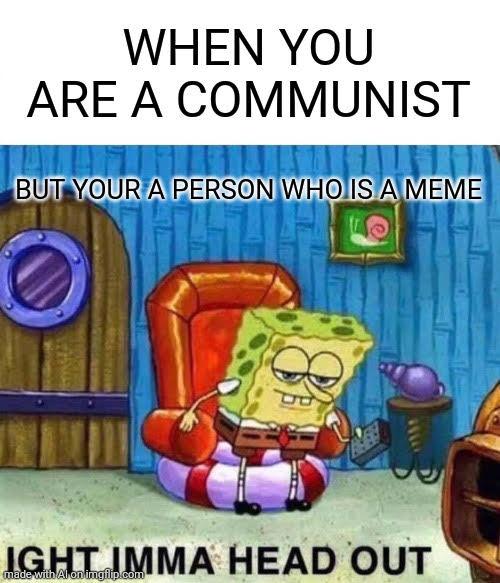 WHEN YOU
ARE A COMMUNIST
BUT YOUR A PERSON WHO IS A MEME
IGHT IMMA HEAD OUT
made with AI on imgflip.com